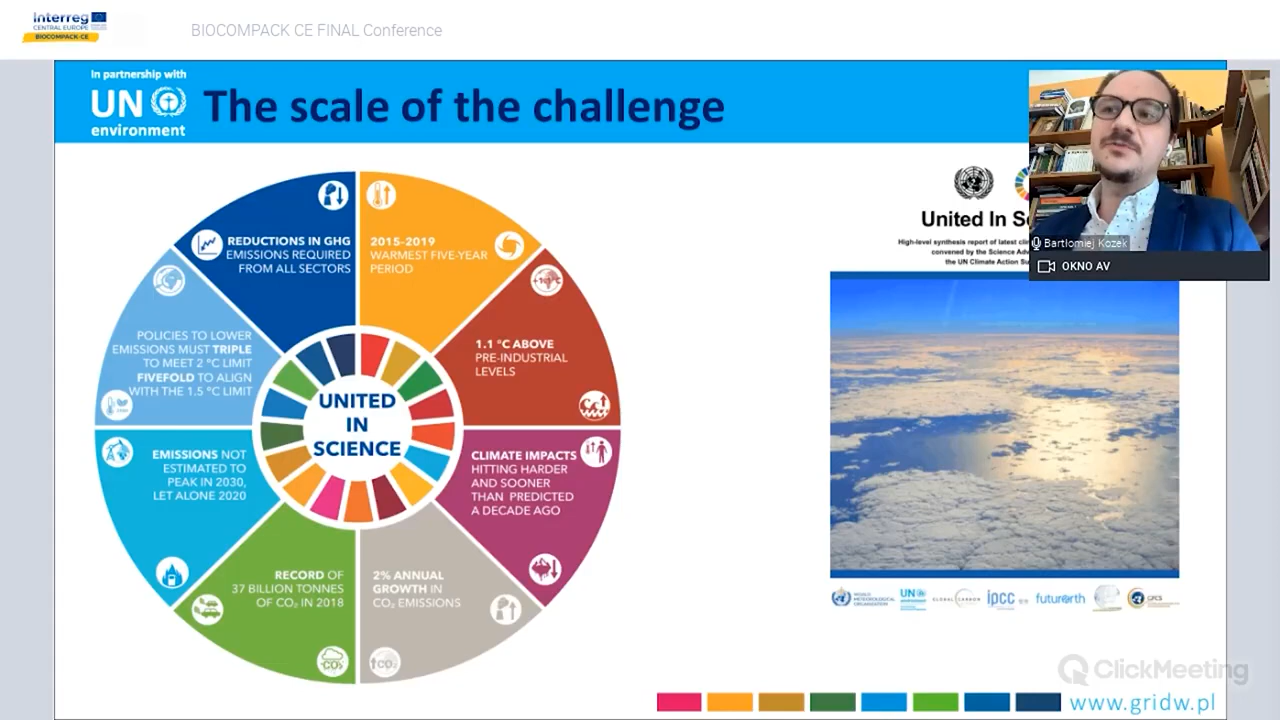 Interreg
CENTRAL EUROPE
BIOCOMPACK-CE
BIOCOMPACK CE FINAL Conference
In partnership with
UN
environment
The scale of the challenge
REDUCTIONS IN GHG
EMISSIONS REQUIRED
FROM ALL SECTORS
2015-2019
WARMEST FIVE-YEAR
PERIOD
1.1 °C ABOVE
PRE-INDUSTRIAL
LEVELS
CLIMATE IMPACTS
HITTING HARDER
AND SOONER
THAN PREDICTED
A DECADE AGO
2% ANNUAL
GROWTH IN
CO₂ EMISSIONS
CO₂
RECORD OF
37 BILLION TONNES
OF CO₂ IN 2018
CO₂
EMISSIONS NOT
ESTIMATED TO
PEAK IN 2030,
LET ALONE 2020
POLICIES TO LOWER
EMISSIONS MUST TRIPLE
TO MEET 2 °C LIMIT
FIVEFOLD TO ALIGN
WITH THE 1.5 °C LIMIT
UNITED
IN
SCIENCE
United In S
High-level synthesis report of latest cli
convened by the Science Adv
the UN Climate Action Su
Bartłomiej Kozek
OKNO AV
WORLD
METEOROLOGICAL
ORGANIZATION
UN
GLOBAL CARBON
ipcc
futurearth
GFCS
ClickMeeting
www.gridw.pl